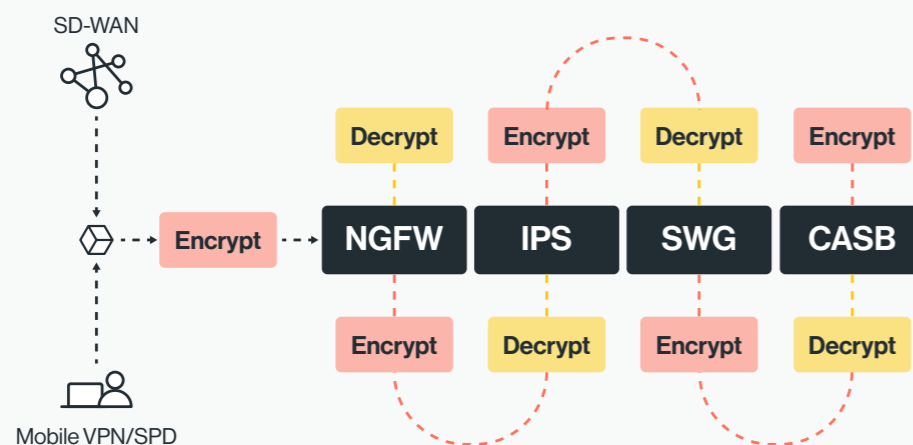 SD-WAN
Decrypt
Encrypt
Decrypt
Encrypt
Encrypt
NGFW
IPS
SWG
CASB
Encrypt
Decrypt
Encrypt
Decrypt
Mobile VPN/SPD